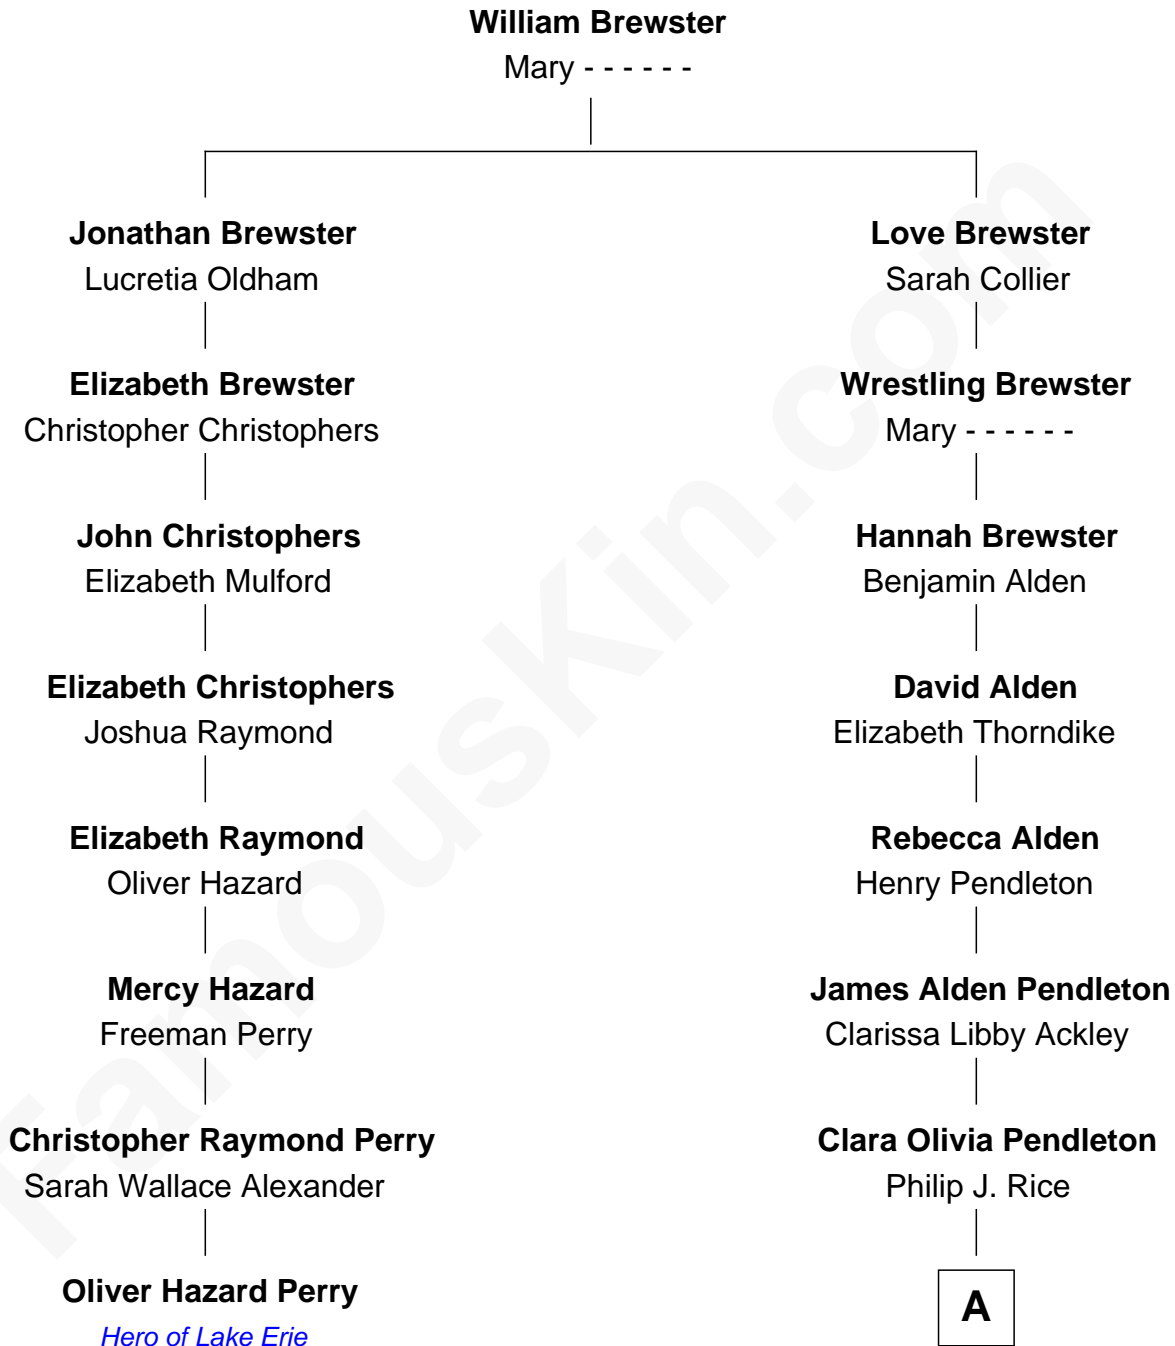 William Brewster
Mary - - - - - -
Jonathan Brewster
Lucretia Oldham
Love Brewster
Sarah Collier
Elizabeth Brewster
Christopher Christophers
Wrestling Brewster
Mary - - - - - -
John Christophers
Elizabeth Mulford
Hannah Brewster
Benjamin Alden
Elizabeth Christophers
Joshua Raymond
David Alden
Elizabeth Thorndike
Elizabeth Raymond
Oliver Hazard
Rebecca Alden
Henry Pendleton
Mercy Hazard
Freeman Perry
James Alden Pendleton
Clarissa Libby Ackley
Christopher Raymond Perry
Sarah Wallace Alexander
Clara Olivia Pendleton
Philip J. Rice
Oliver Hazard Perry
Hero of Lake Erie
A
FamousKin.com